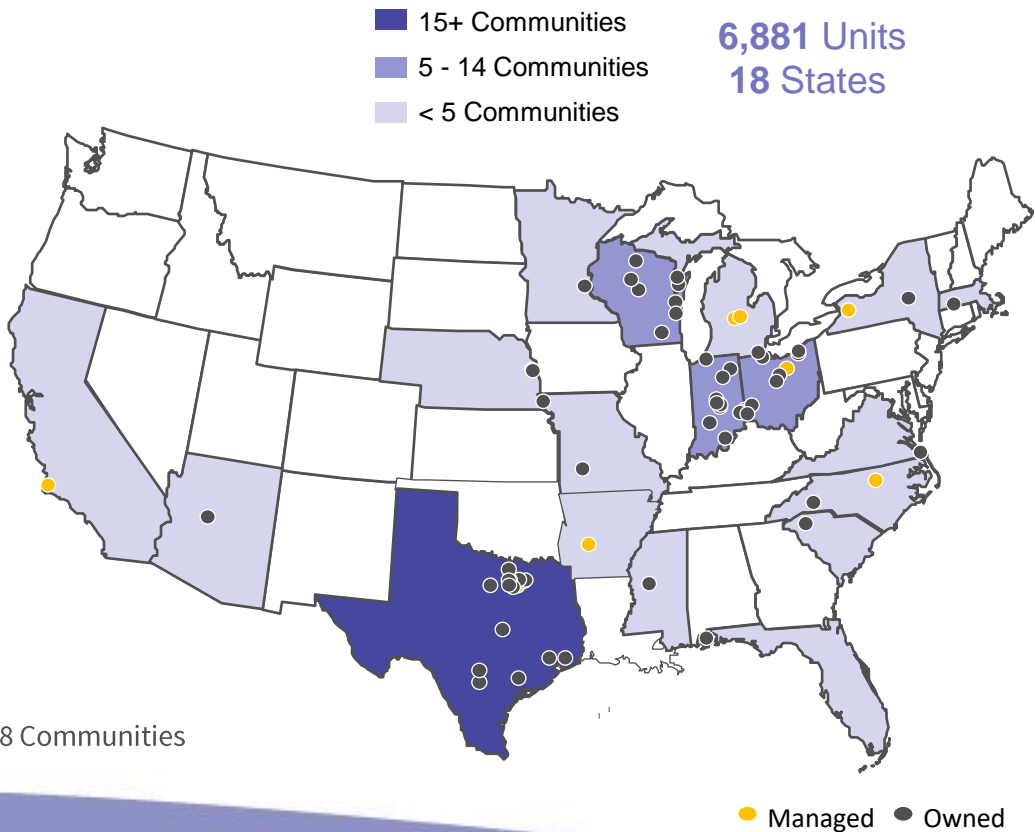 15+ Communities
5 - 14 Communities
< 5 Communities
6,881 Units
18 States
8 Communities
Managed
Owned